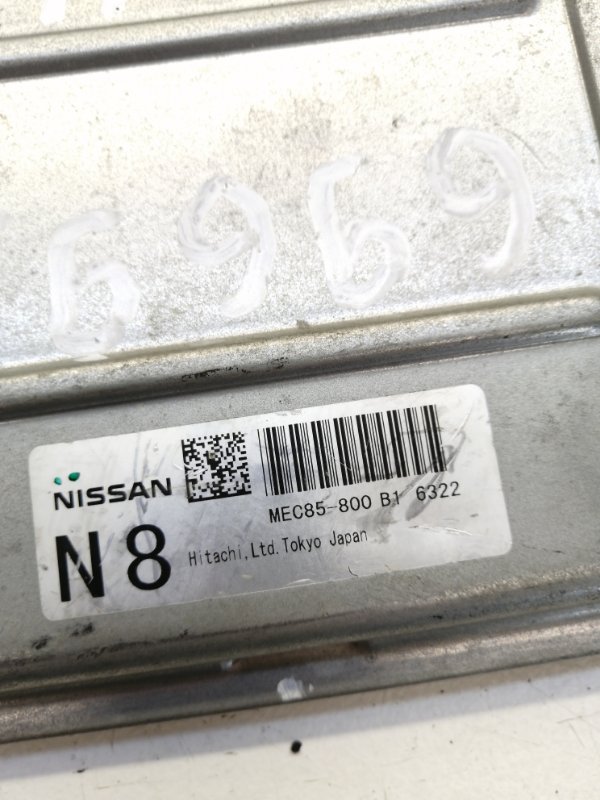 6969
NISSAN
MEC85-800 B1 6322
N8
Hitachi,Ltd.Tokyo Japan